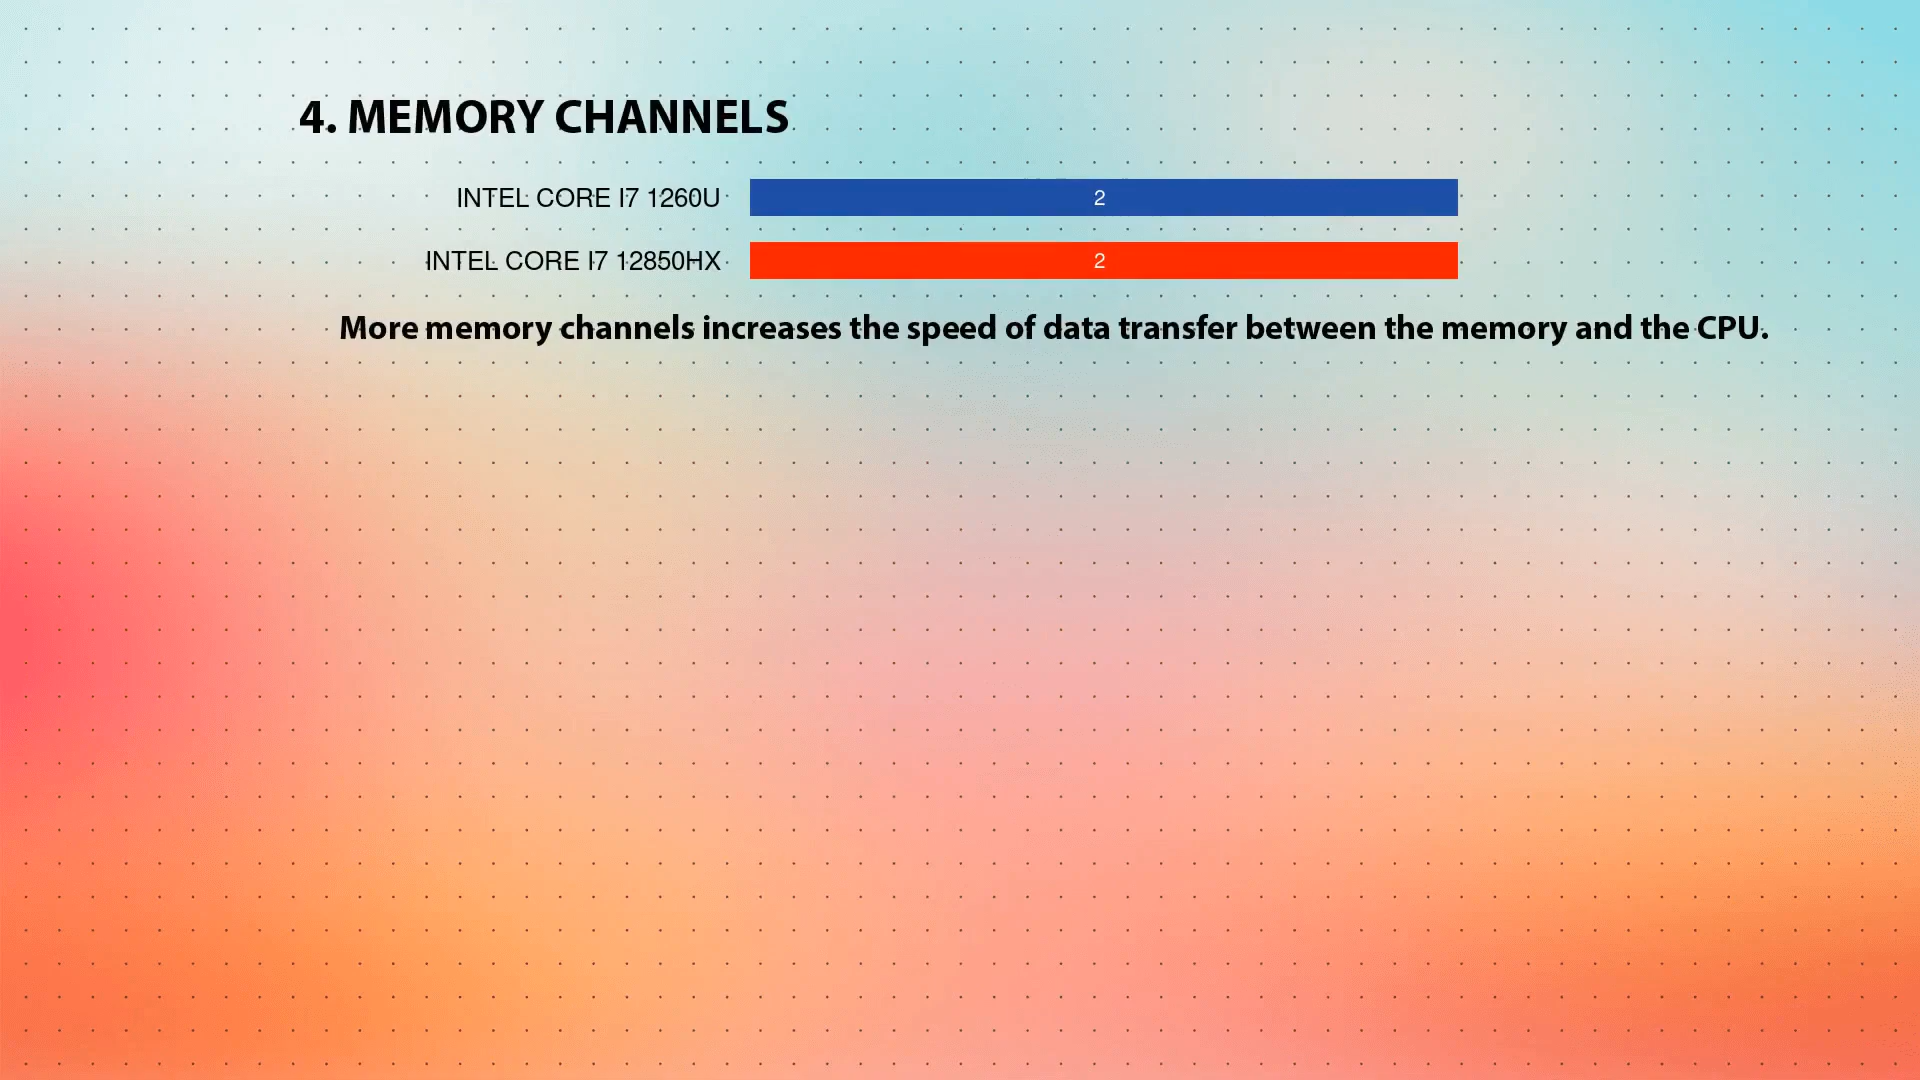 4. MEMORY CHANNELS
INTEL CORE I7 1260U 2
INTEL CORE I7 12850HX 2
More memory channels increases the speed of data transfer between the memory and the CPU.